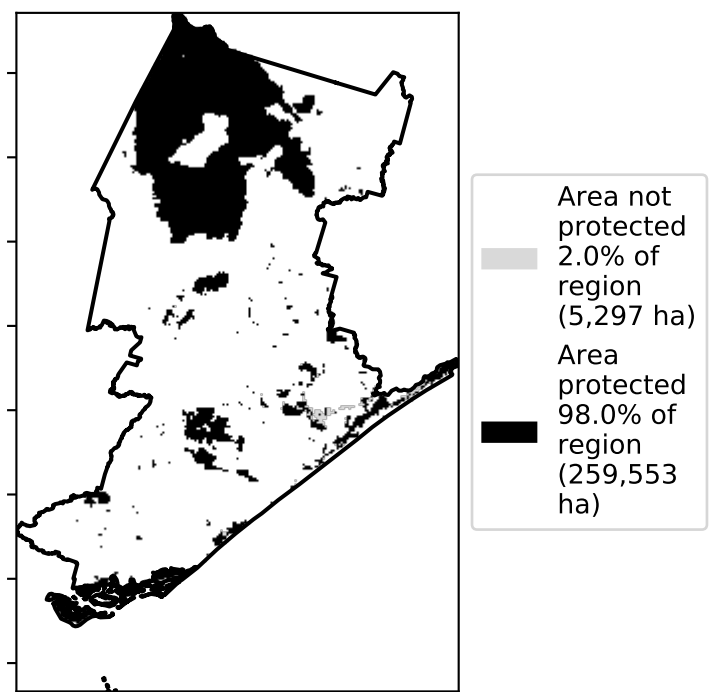 Area not
protected
2.0% of
region
(5,297 ha)
Area
protected
98.0% of
region
(259,553
ha)